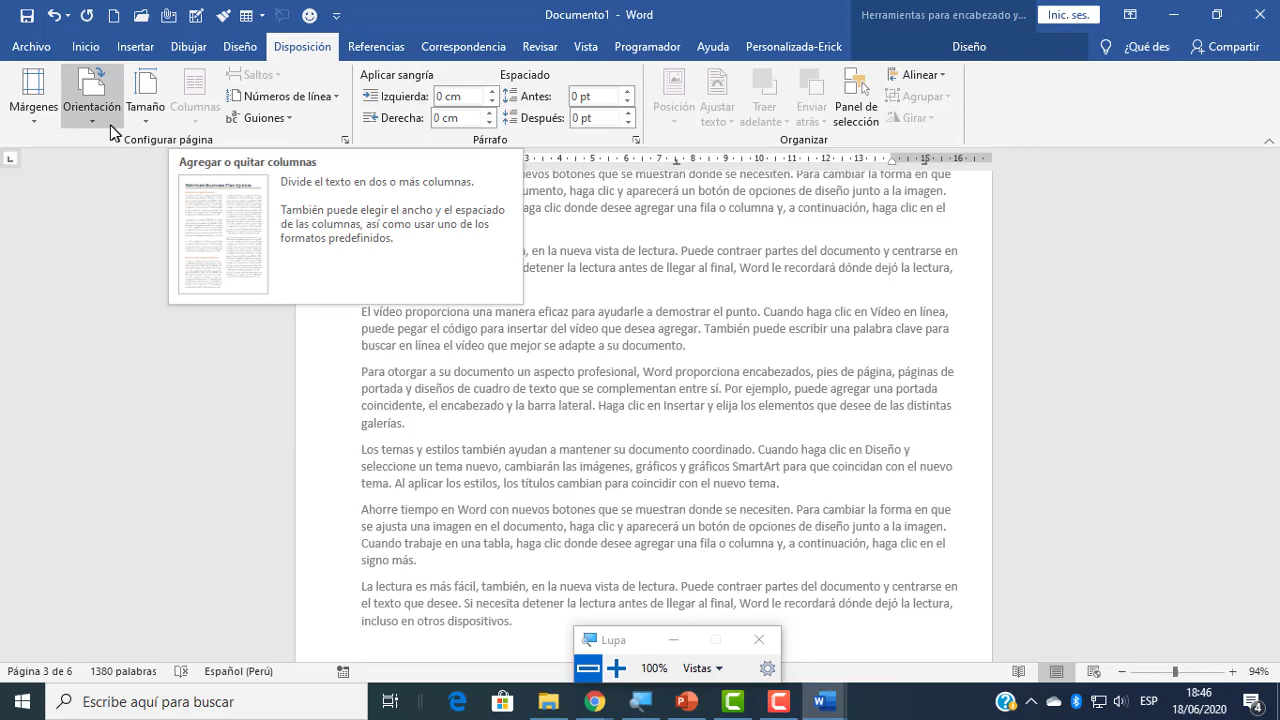 Documento1 - Word
Herramientas para encabezado y...
Inic. ses.
Archivo Inicio Insertar Dibujar Diseño Disposición Referencias Correspondencia Revisar Vista Programador Ayuda Personalizada-Erick Diseño ¿Qué des Compartir
Márgenes Orientación Tamaño Columnas
Saltos
Números de línea
Guiones
Configurar página
Aplicar sangría Espaciado
Izquierda: 0 cm Antes: 0 pt
Derecha: 0 cm Después: 0 pt
Párrafo
Posición Ajustar texto Traer adelante Enviar atrás Panel de selección
Alinear
Agrupar
Girar
Organizar
Agregar o quitar columnas
Divide el texto en dos o más columnas.
También puede elegir el ancho y el espaciado
de las columnas, así como usar uno de los
formatos predefinidos.
3 4 5 6 7 8 9 10 11 12 13 15 16
evos botones que se muestran donde se necesiten. Para cambiar la forma en que
ocumento, haga clic y aparecerá un botón de opciones de diseño junto a la imagen.
aga clic donde desee agregar una fila o columna y, a continuación, haga clic en el
, en la nueva vista de lectura. Puede contraer partes del documento y centrarse en
detener la lectura antes de llegar al final, Word le recordará dónde dejó la lectura,
El vídeo proporciona una manera eficaz para ayudarle a demostrar el punto. Cuando haga clic en Vídeo en línea,
puede pegar el código para insertar del vídeo que desea agregar. También puede escribir una palabra clave para
buscar en línea el vídeo que mejor se adapte a su documento.
Para otorgar a su documento un aspecto profesional, Word proporciona encabezados, pies de página, páginas de
portada y diseños de cuadro de texto que se complementan entre sí. Por ejemplo, puede agregar una portada
coincidente, el encabezado y la barra lateral. Haga clic en Insertar y elija los elementos que desee de las distintas
galerías.
Los temas y estilos también ayudan a mantener su documento coordinado. Cuando haga clic en Diseño y
seleccione un tema nuevo, cambiarán las imágenes, gráficos y gráficos SmartArt para que coincidan con el nuevo
tema. Al aplicar los estilos, los títulos cambian para coincidir con el nuevo tema.
Ahorre tiempo en Word con nuevos botones que se muestran donde se necesiten. Para cambiar la forma en que
se ajusta una imagen en el documento, haga clic y aparecerá un botón de opciones de diseño junto a la imagen.
Cuando trabaje en una tabla, haga clic donde desee agregar una fila o columna y, a continuación, haga clic en el
signo más.
La lectura es más fácil, también, en la nueva vista de lectura. Puede contraer partes del documento y centrarse en
el texto que desee. Si necesita detener la lectura antes de llegar al final, Word le recordará dónde dejó la lectura,
incluso en otros dispositivos.
Lupa
100% Vistas
Página 3 de 6 1380 palabras Español (Perú) 94%
Escribe aquí para buscar
ESP
18:46
18/06/2020
4